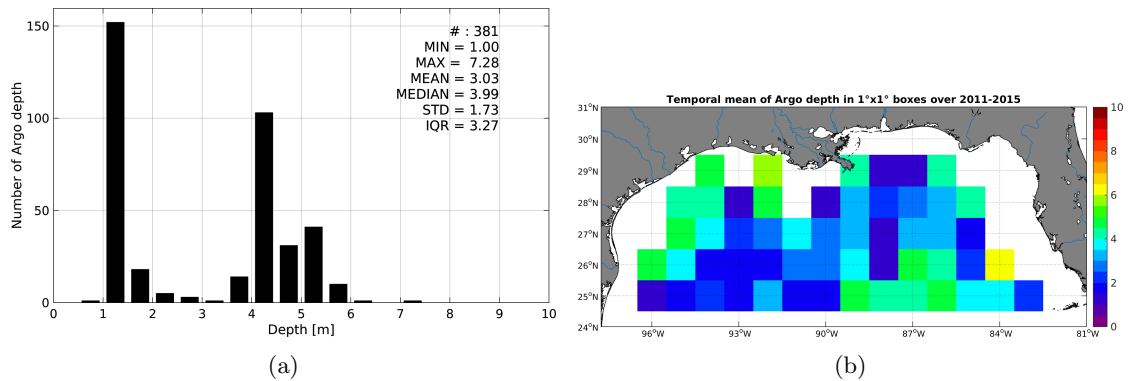 150
100
50
0
Number of Argo depth
# : 381
MIN = 1.00
MAX = 7.28
MEAN = 3.03
MEDIAN = 3.99
STD = 1.73
IQR = 3.27
0 1 2 3 4 5 6 7 8 9 10
Depth [m]
(a)
Temporal mean of Argo depth in 1°x1° boxes over 2011-2015
31°N
30°N
29°N
28°N
27°N
26°N
25°N
24°N
96°W 93°W 90°W 87°W 84°W 81°W
10
8
6
4
2
0
(b)